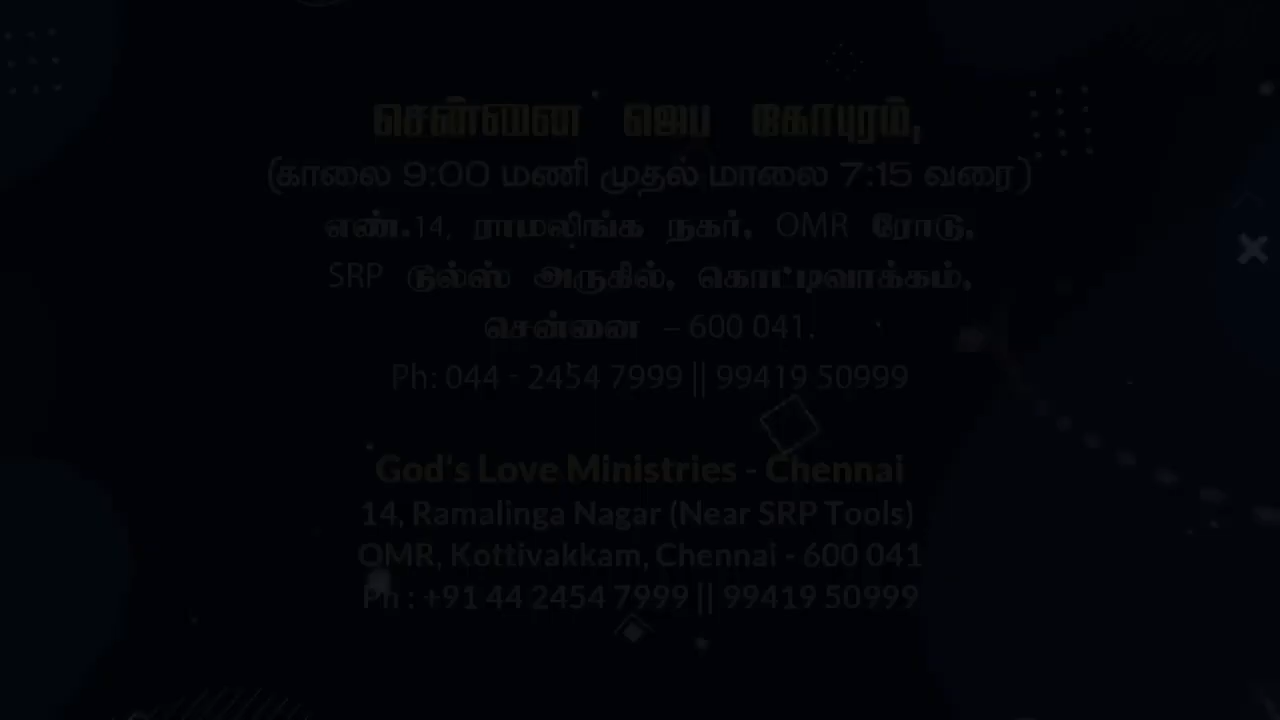 சென்னை ஜெப கோபுரம்,
(காலை 9:00 மணி முதல் மாலை 7:15 வரை)
எண்.14, ராமலிங்க நகர், OMR ரோடு,
SRP டூல்ஸ் அருகில், கொட்டிவாக்கம்,
சென்னை – 600 041.
Ph: 044 - 2454 7999 || 99419 50999
God's Love Ministries - Chennai
14, Ramalinga Nagar (Near SRP Tools)
OMR, Kottivakkam, Chennai - 600 041
Ph : +91 44 2454 7999 || 99419 50999